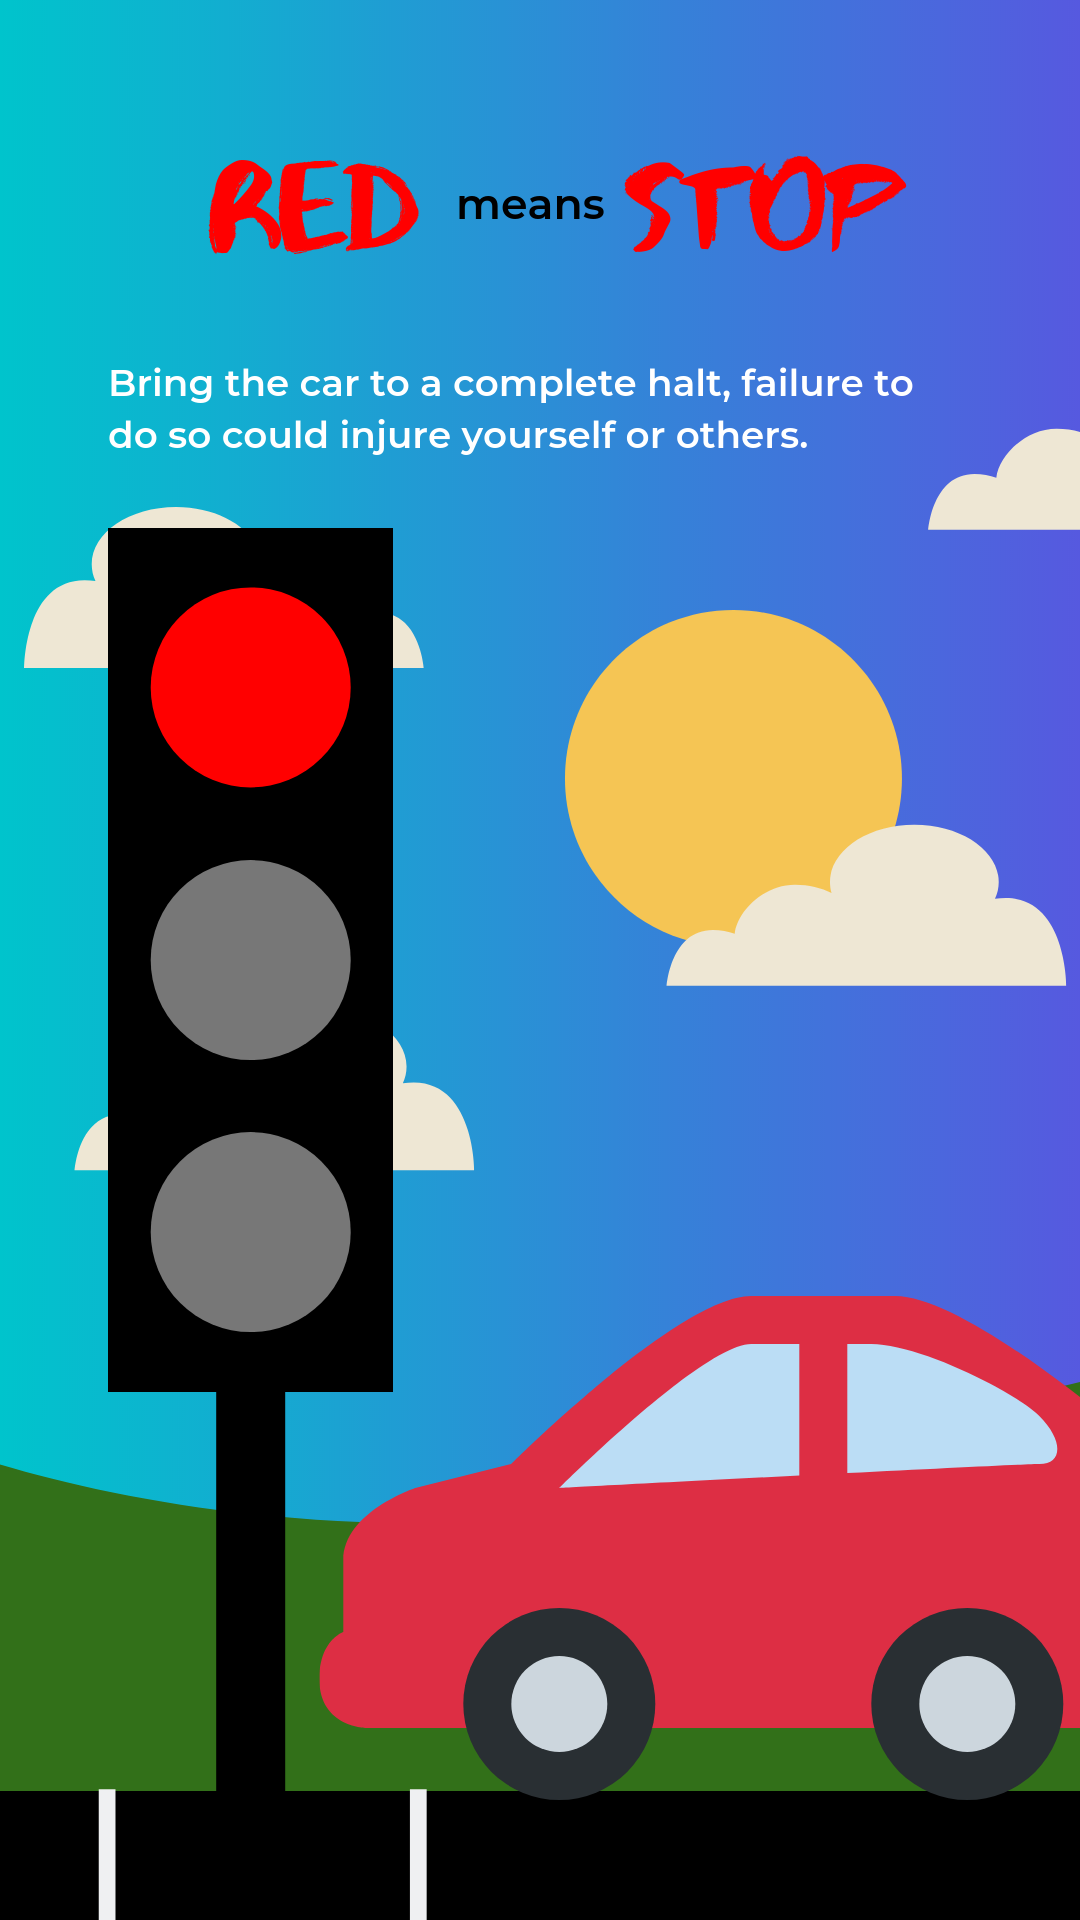 RED means STOP
Bring the car to a complete halt, failure to
do so could injure yourself or others.